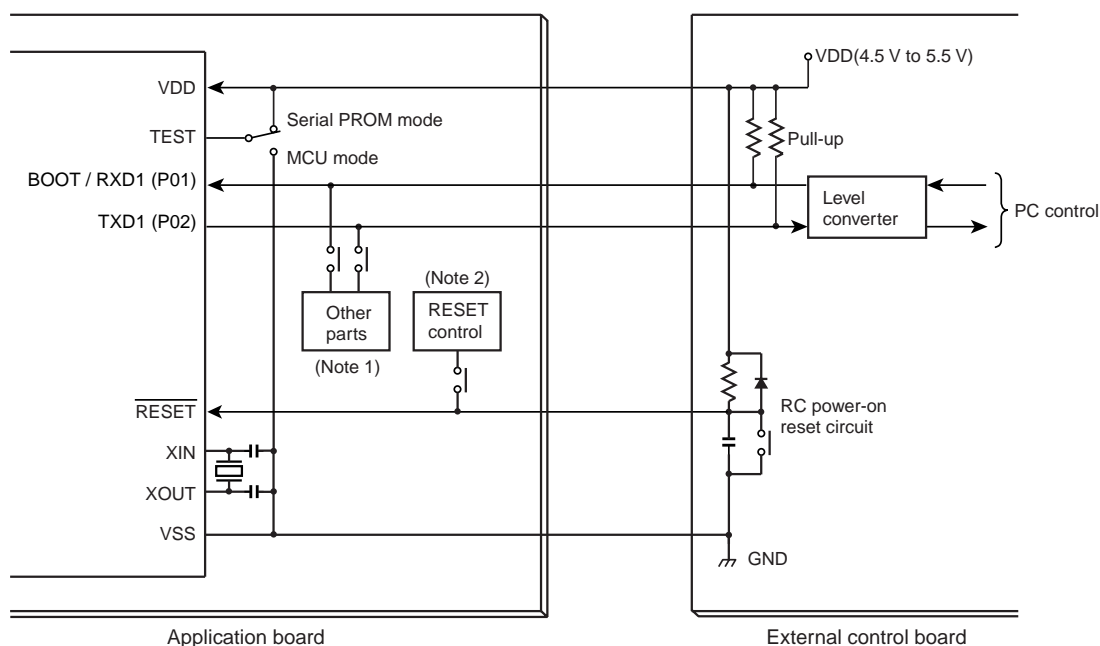 VDD(4.5 V to 5.5 V)
VDD
Serial PROM mode
TEST
Pull-up
MCU mode
BOOT / RXD1 (P01)
Level
converter
PC control
TXD1 (P02)
(Note 2)
Other
parts
RESET
control
(Note 1)
RESET
RC power-on
reset circuit
XIN
XOUT
VSS
GND
Application board
External control board